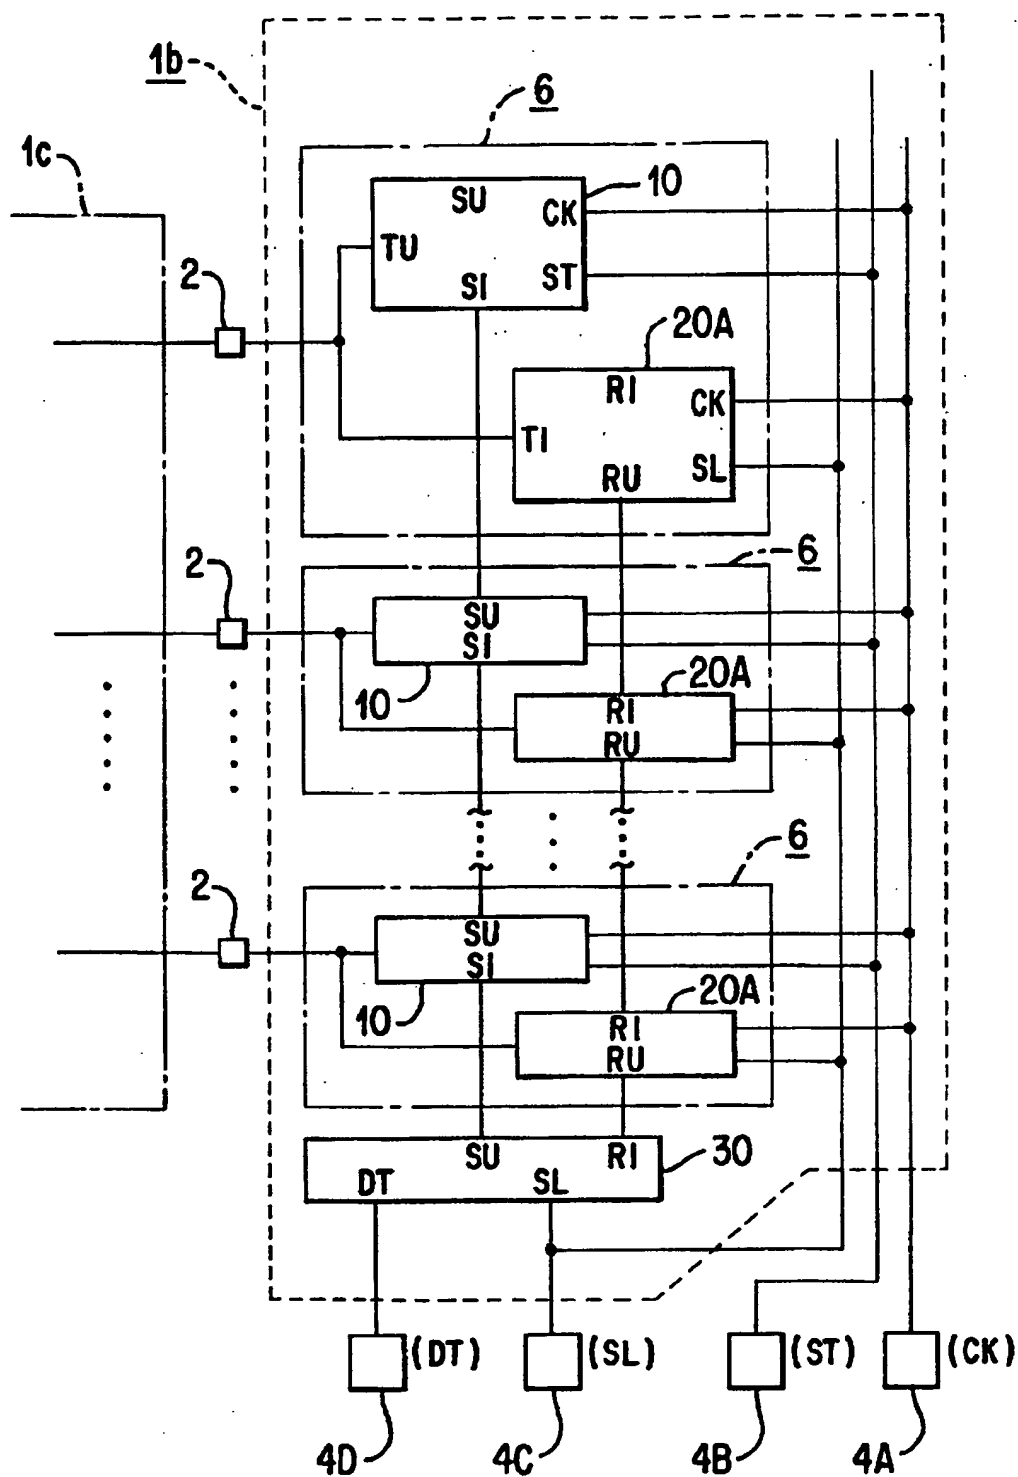 1b
6
1c
SU
10
CK
TU
2
SI
ST
20A
RI
CK
TI
SL
RU
2
6
SU
SI
10
20A
RI
RU
6
2
SU
SI
10
20A
RI
RU
SU
RI
30
DT
SL
(DT)
(SL)
(ST)
(CK)
4D
4C
4B
4A